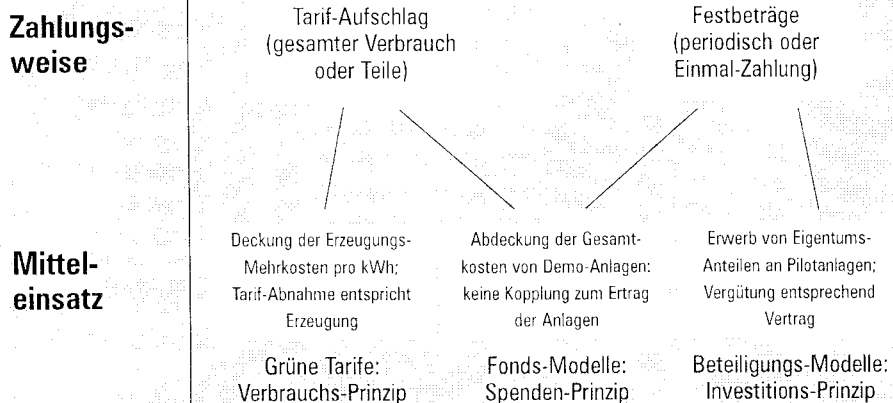 Zahlungs-
weise
Tarif-Aufschlag
(gesamter Verbrauch
oder Teile)
Festbeträge
(periodisch oder
Einmal-Zahlung)
Mittel-
einsatz
Deckung der Erzeugungs-
Mehrkosten pro kWh;
Tarif-Abnahme entspricht
Erzeugung
Abdeckung der Gesamt-
kosten von Demo-Anlagen:
keine Kopplung zum Ertrag
der Anlagen
Erwerb von Eigentums-
Anteilen an Pilotanlagen;
Vergütung entsprechend
Vertrag
Grüne Tarife:
Verbrauchs-Prinzip
Fonds-Modelle:
Spenden-Prinzip
Beteiligungs-Modelle:
Investitions-Prinzip